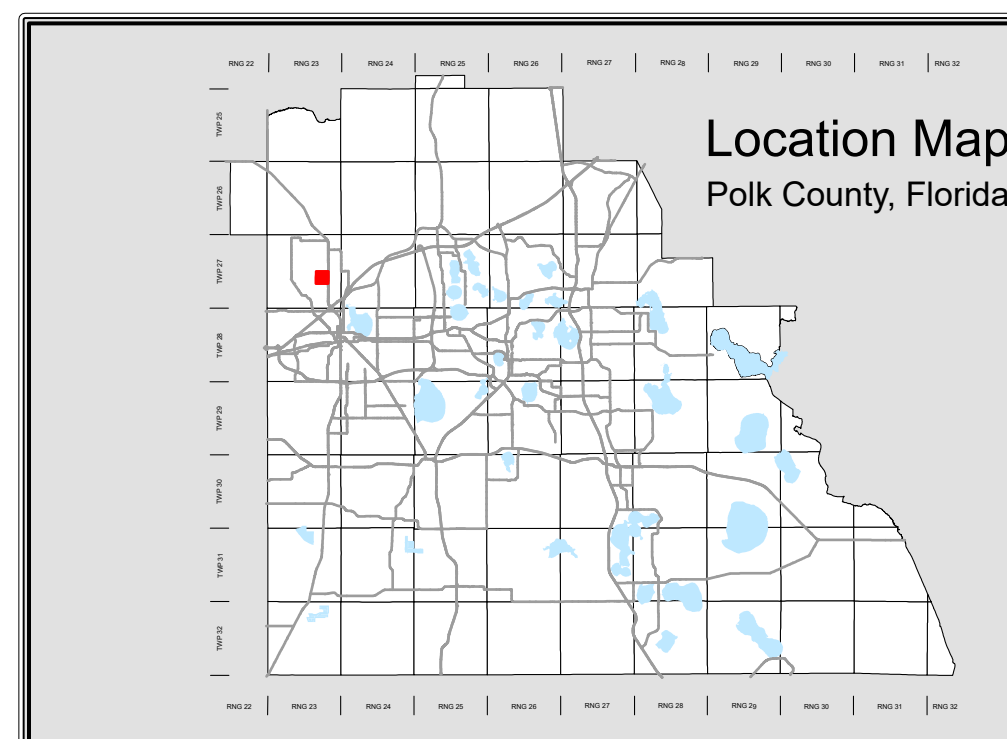 RNG 22 RNG 23 RNG 24 RNG 25 RNG 26 RNG 27 RNG 28 RNG 29 RNG 30 RNG 31 RNG 32
Location Map
Polk County, Florida
TWP 25
TWP 26
TWP 27
TWP 28
TWP 29
TWP 30
TWP 31
TWP 32
RNG 22 RNG 23 RNG 24 RNG 25 RNG 26 RNG 27 RNG 28 RNG 29 RNG 30 RNG 31 RNG 32